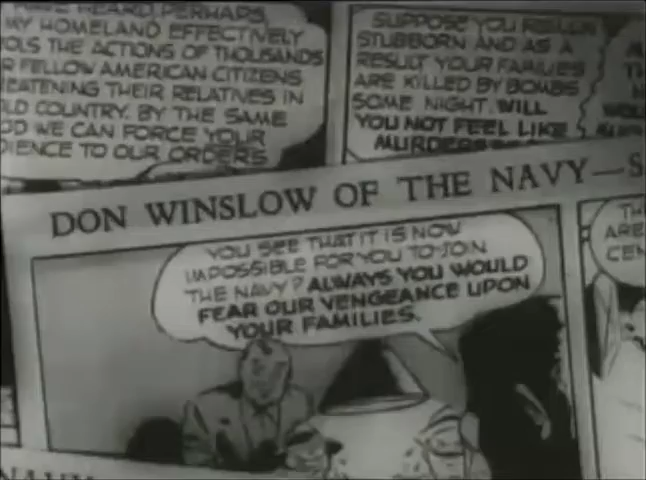 HAVE HEARD, PERHAPS,
MY HOMELAND EFFECTIVELY
OLS THE ACTIONS OF THOUSANDS
R FELLOW AMERICAN CITIZENS
EATENING THEIR RELATIVES IN
LD COUNTRY. BY THE SAME
OD WE CAN FORCE YOUR
DIENCE TO OUR ORDERS
SUPPOSE YOU
STUBBORN AND AS A
RESULT YOUR FAMILIES
ARE KILLED BY BOMBS
SOME NIGHT. WILL
YOU NOT FEEL LIKE
DON WINSLOW OF THE NAVY—S
YOU SEE THAT IT IS NOW
IMPOSSIBLE FOR YOU TO JOIN
THE NAVY? ALWAYS YOU WOULD
FEAR OUR VENGEANCE UPON
YOUR FAMILIES.
TH
ARE
CEN